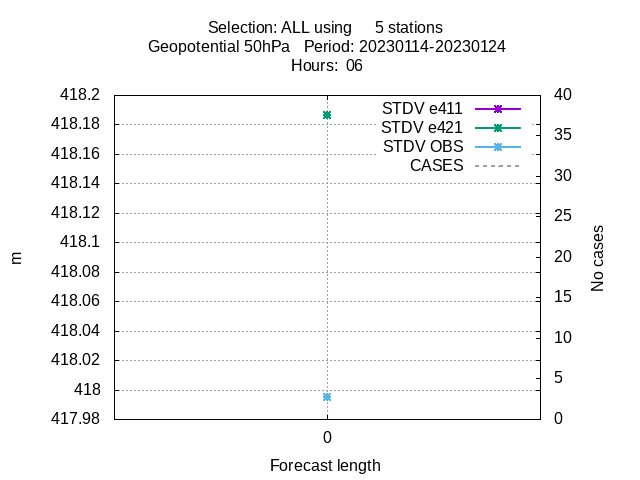 Selection: ALL using 5 stations
Geopotential 50hPa Period: 20230114-20230124
Hours: 06
418.2
418.18
418.16
418.14
418.12
418.1
418.08
418.06
418.04
418.02
418
417.98
m
STDV e411
STDV e421
STDV OBS
CASES
40
35
30
25
20
15
10
5
0
No cases
0
Forecast length